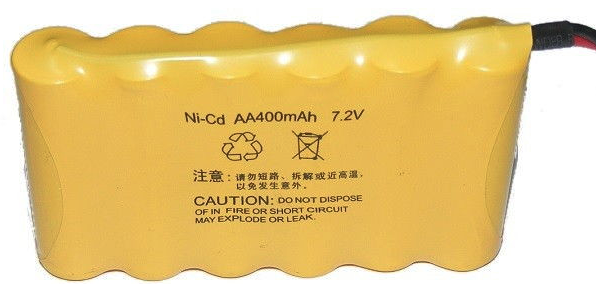 Ni-Cd AA400mAh 7.2V
注意：请勿短路、拆解或近高温，
以免发生意外。
CAUTION: DO NOT DISPOSE
OF IN FIRE OR SHORT CIRCUIT
MAY EXPLODE OR LEAK.